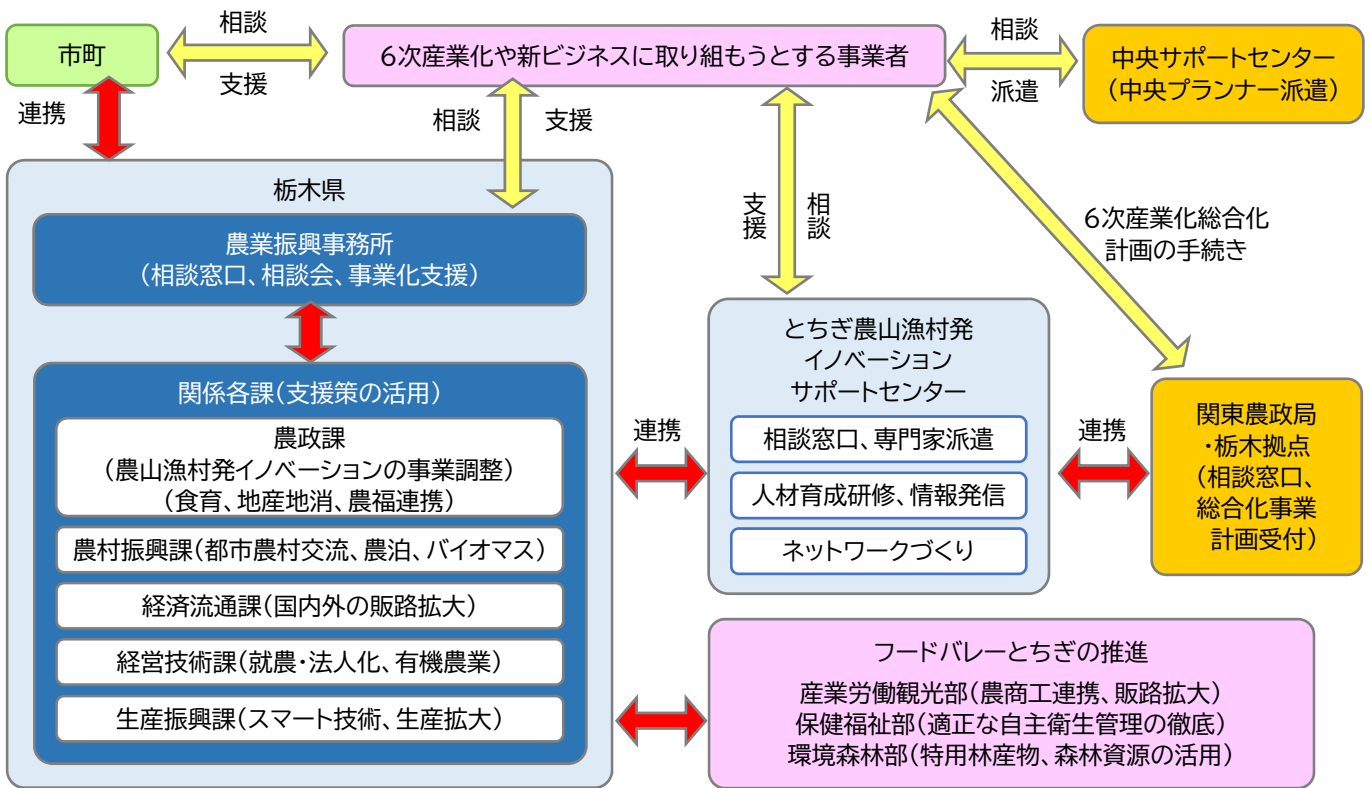 市町
相談
支援
6次産業化や新ビジネスに取り組もうとする事業者
相談
派遣
中央サポートセンター
(中央プランナー派遣)
連携
相談
支援
支援
相談
6次産業化総合化
計画の手続き
栃木県
農業振興事務所
(相談窓口、相談会、事業化支援)
関係各課(支援策の活用)
農政課
(農山漁村発イノベーションの事業調整)
(食育、地産地消、農福連携)
農村振興課(都市農村交流、農泊、バイオマス)
経済流通課(国内外の販路拡大)
経営技術課(就農・法人化、有機農業)
生産振興課(スマート技術、生産拡大)
連携
とちぎ農山漁村発
イノベーション
サポートセンター
相談窓口、専門家派遣
人材育成研修、情報発信
ネットワークづくり
連携
関東農政局
・栃木拠点
(相談窓口、
総合化事業
計画受付)
フードバレーとちぎの推進
産業労働観光部(農商工連携、販路拡大)
保健福祉部(適正な自主衛生管理の徹底)
環境森林部(特用林産物、森林資源の活用)